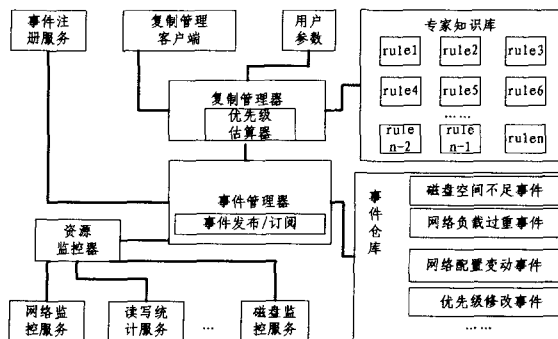 事件注
册服务
复制管理
客户端
用户
参数
专家知识库
rule1
rule2
rule3
rule4
rule5
rule6
……
rule
n-2
rule
n-1
rulen
复制管理器
优先级
估算器
事件管理器
事件发布/订阅
资源
监控器
网络监
控服务
读写统
计服务
…
磁盘监
控服务
事件仓库
磁盘空间不足事件
网络负载过重事件
网络配置变动事件
优先级修改事件
……